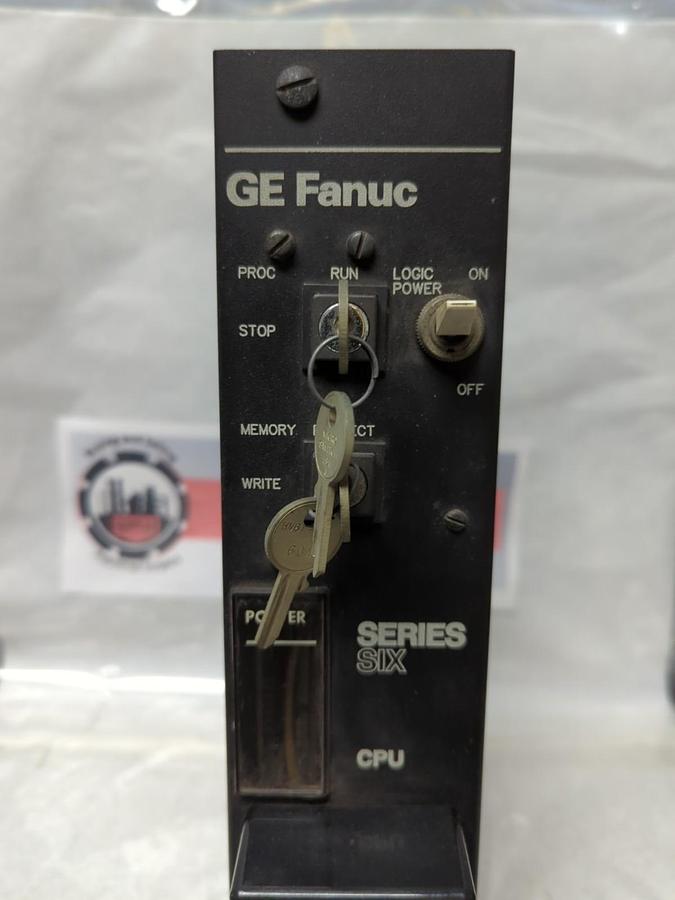 GE Fanuc
PROC RUN LOGIC POWER ON
STOP
OFF
MEMORY
WRITE
POWER
SERIES
SIX
CPU